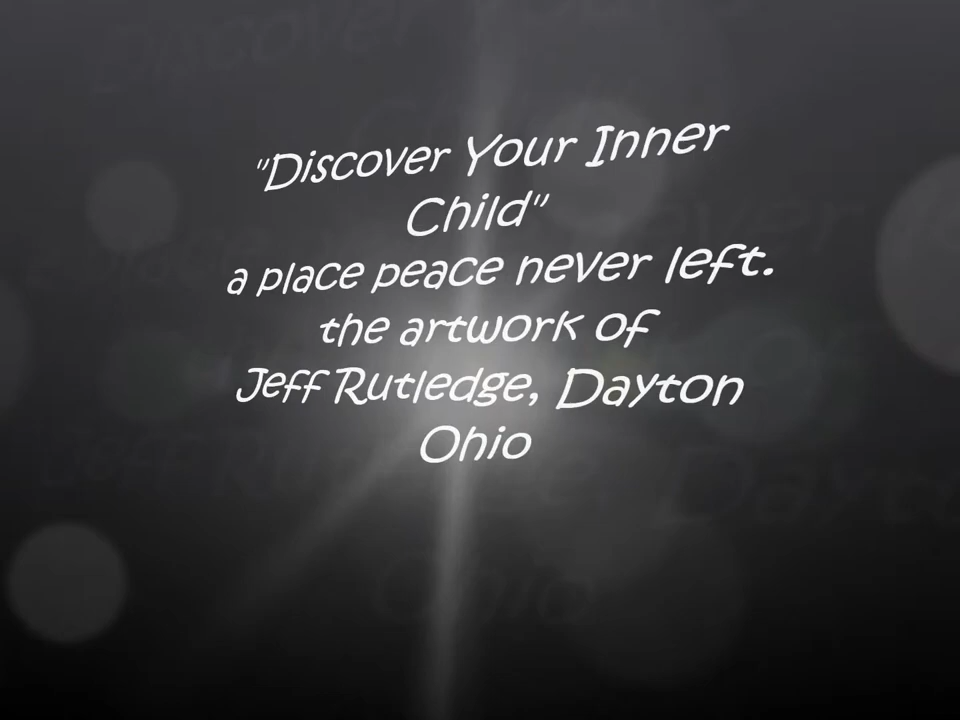 "Discover Your Inner
Child"
a place peace never left.
the artwork of
Jeff Rutledge, Dayton
Ohio